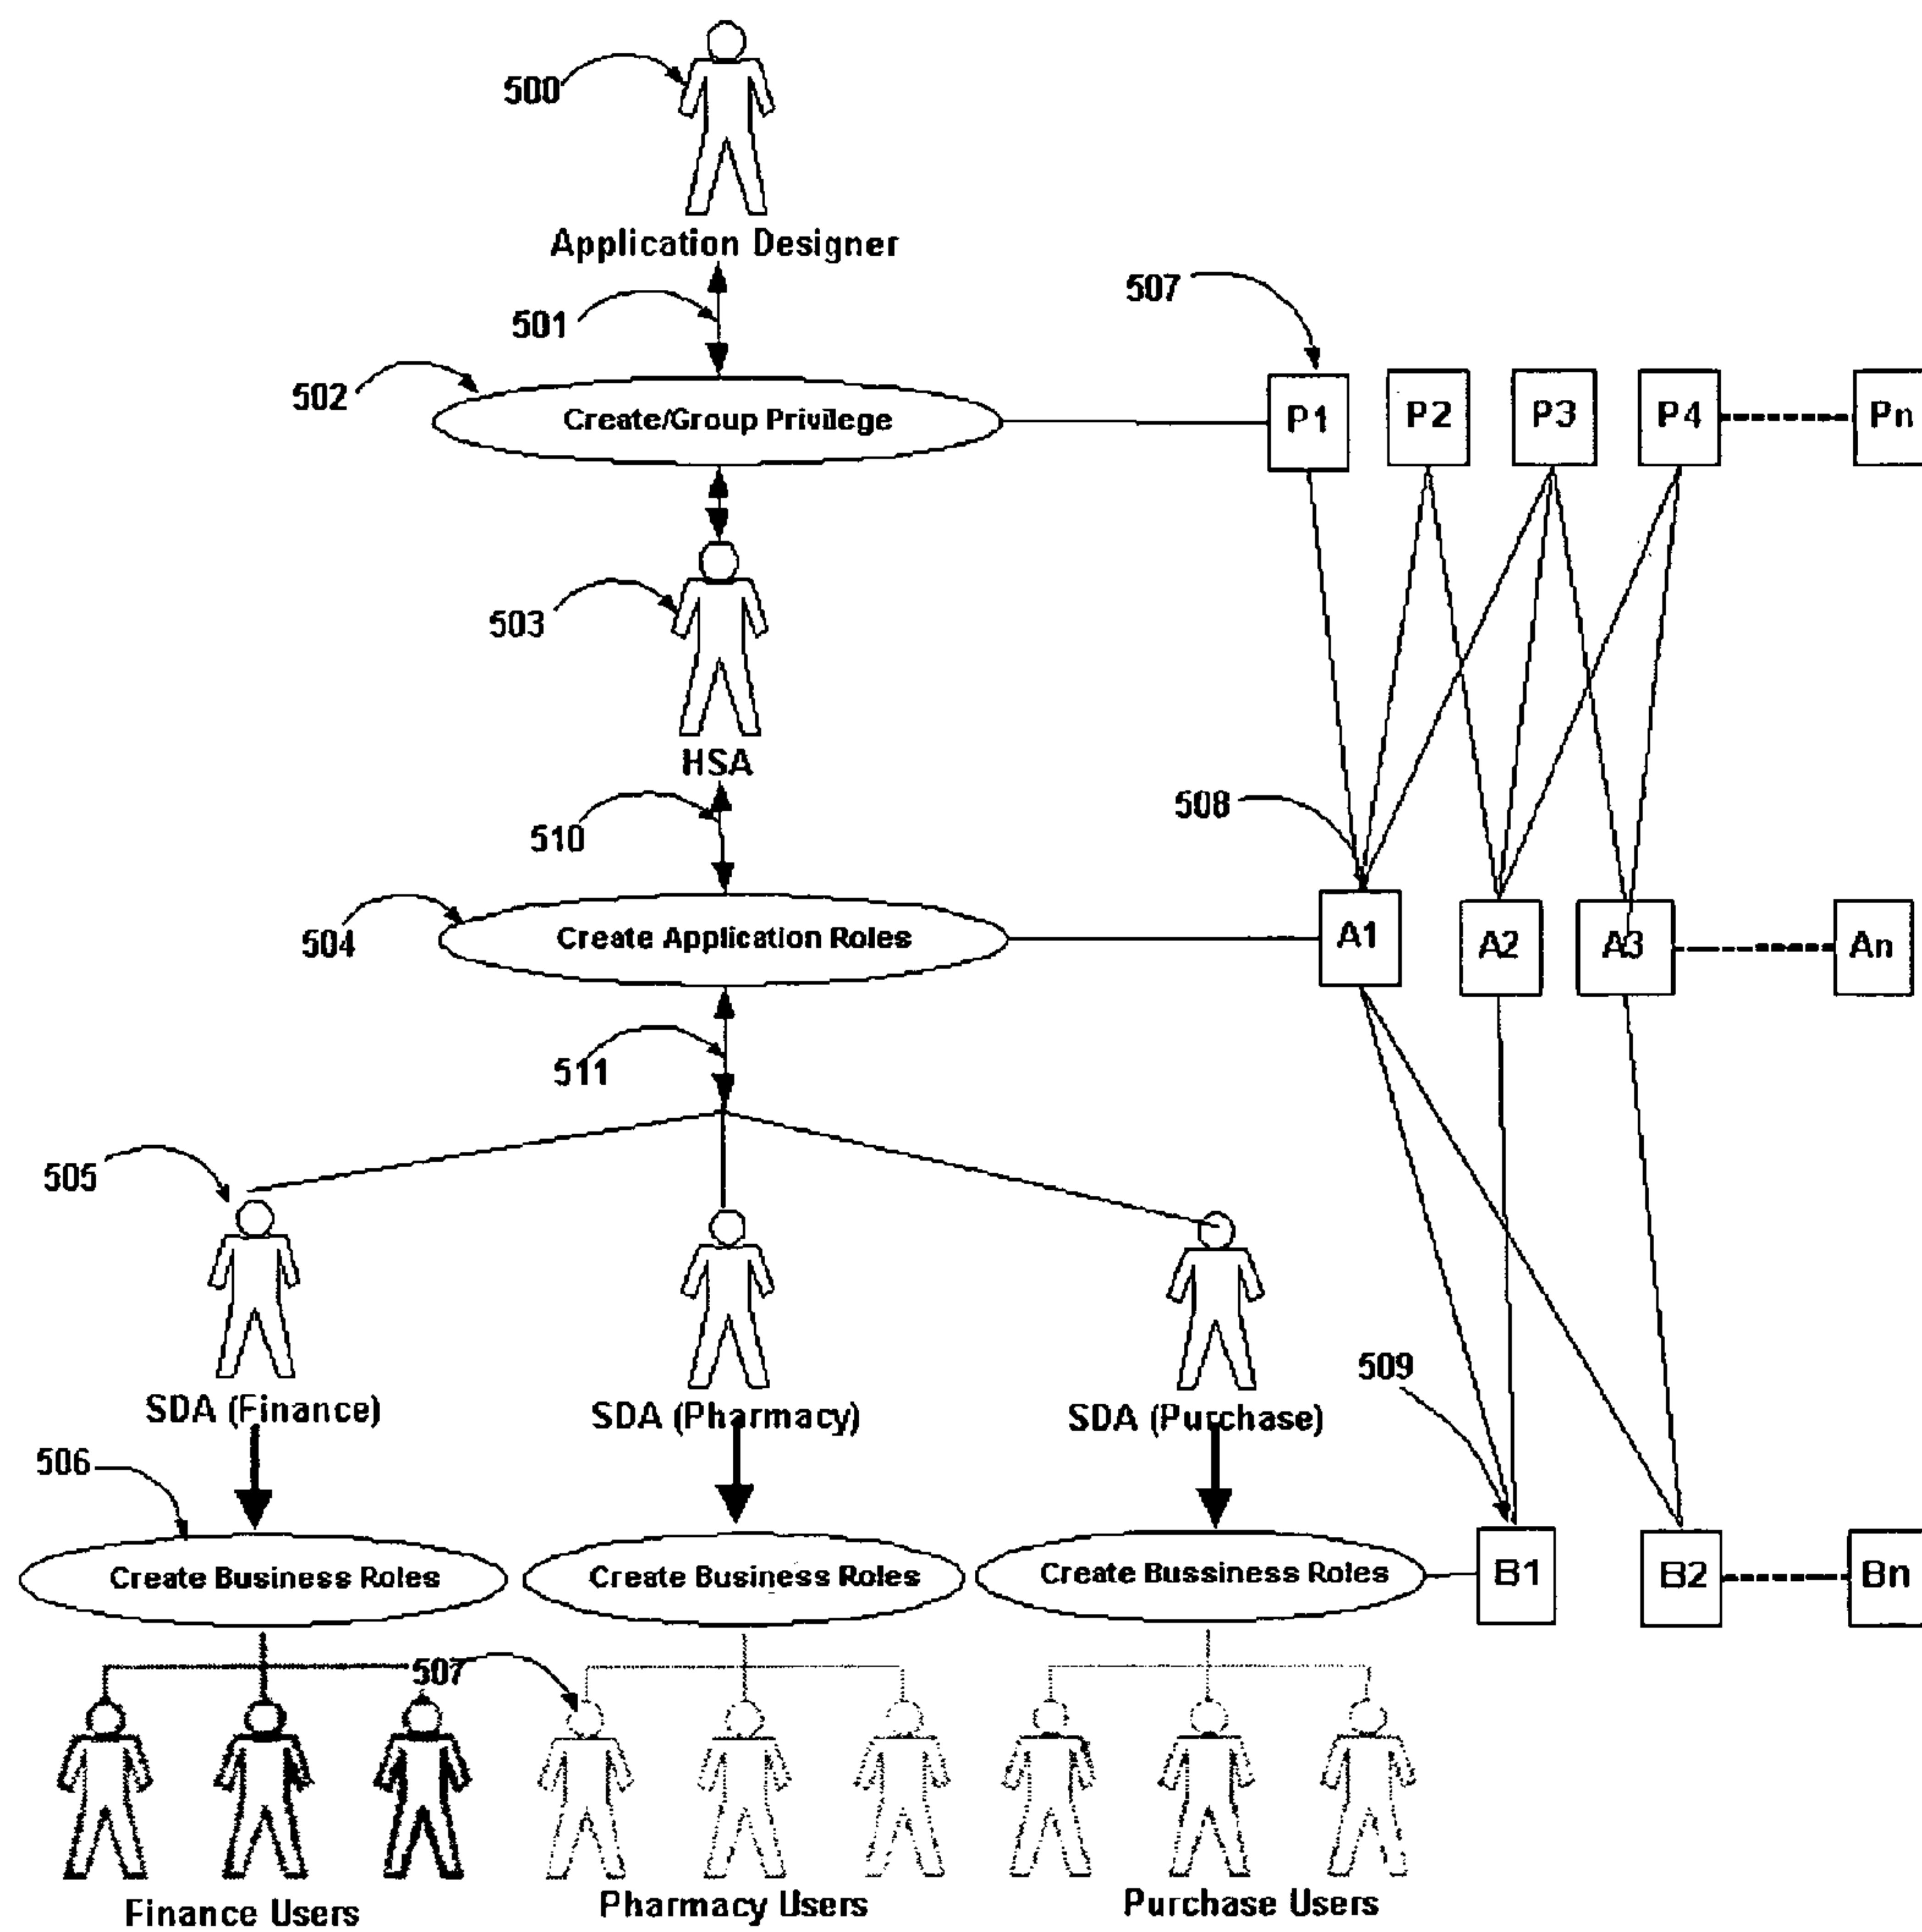 500
Application Designer
501
507
502
Create/Group Privilege
P1
P2
P3
P4
Pn
503
HSA
510
508
504
Create Application Roles
A1
A2
A3
An
511
505
SDA (Finance)
SDA (Pharmacy)
SDA (Purchase)
509
506
Create Business Roles
Create Business Roles
Create Bussiness Roles
B1
B2
Bn
507
Finance Users
Pharmacy Users
Purchase Users